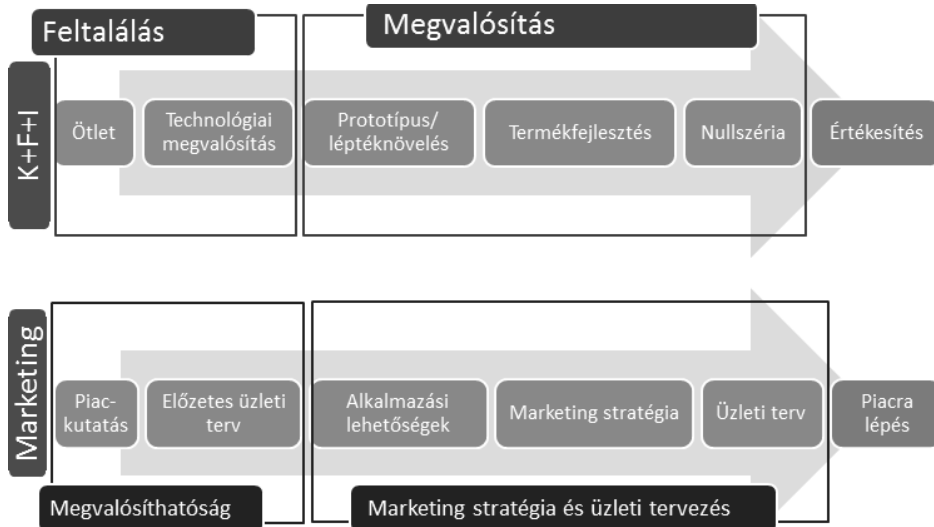 Feltalálás
Megvalósítás
K+F+I
Ötlet
Technológiai
megvalósítás
Prototípus/
léptéknövelés
Termékfejlesztés
Nullszéria
Értékesítés
Marketing
Piac-
kutatás
Előzetes üzleti
terv
Alkalmazási
lehetőségek
Marketing stratégia
Üzleti terv
Piacra
lépés
Megvalósíthatóság
Marketing stratégia és üzleti tervezés